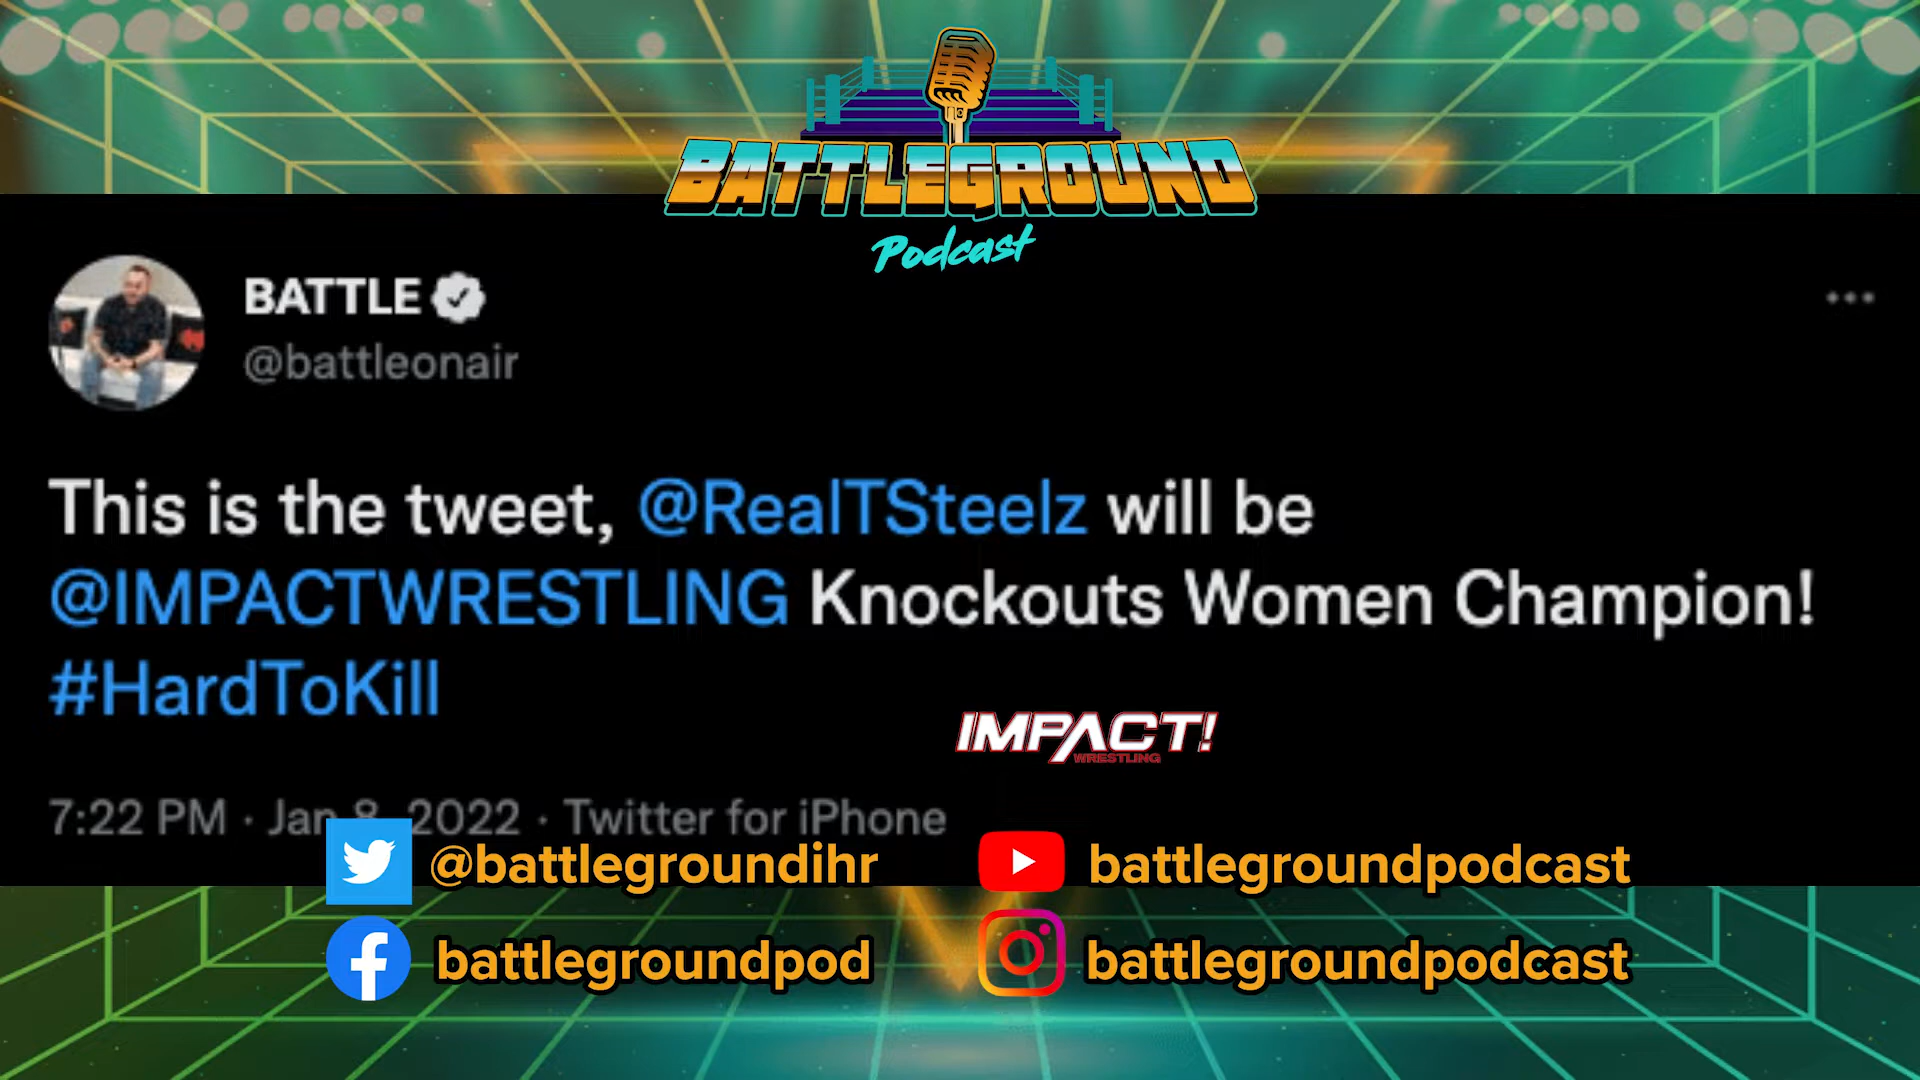 BATTLEGROUND
Podcast
BATTLE
@battleonair
This is the tweet, @RealTSteelz will be
@IMPACTWRESTLING Knockouts Women Champion!
#HardToKill
IMPACT!
WRESTLING
7:22 PM · Jan 8, 2022 · Twitter for iPhone
@battlegroundihr
battlegroundpodcast
battlegroundpod
battlegroundpodcast